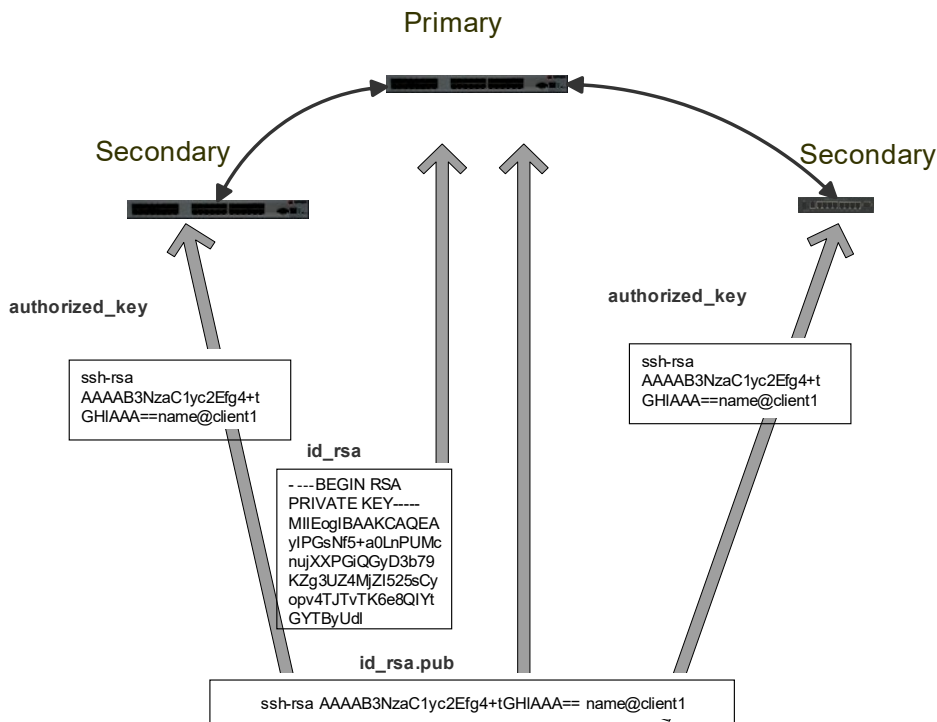 Primary
Secondary
Secondary
authorized_key
authorized_key
ssh-rsa
AAAAB3NzaC1yc2Efg4+t
GHIAAA==name@client1
ssh-rsa
AAAAB3NzaC1yc2Efg4+t
GHIAAA==name@client1
id_rsa
- ---BEGIN RSA
PRIVATE KEY-----
MIIEogIBAAKCAQEA
yIPGsNf5+a0LnPUMc
nujXXPGiQGyD3b79
KZg3UZ4MjZI525sCy
opv4TJTvTK6e8QIYt
GYTByUdI
id_rsa.pub
ssh-rsa AAAAB3NzaC1yc2Efg4+tGHIAAA== name@client1